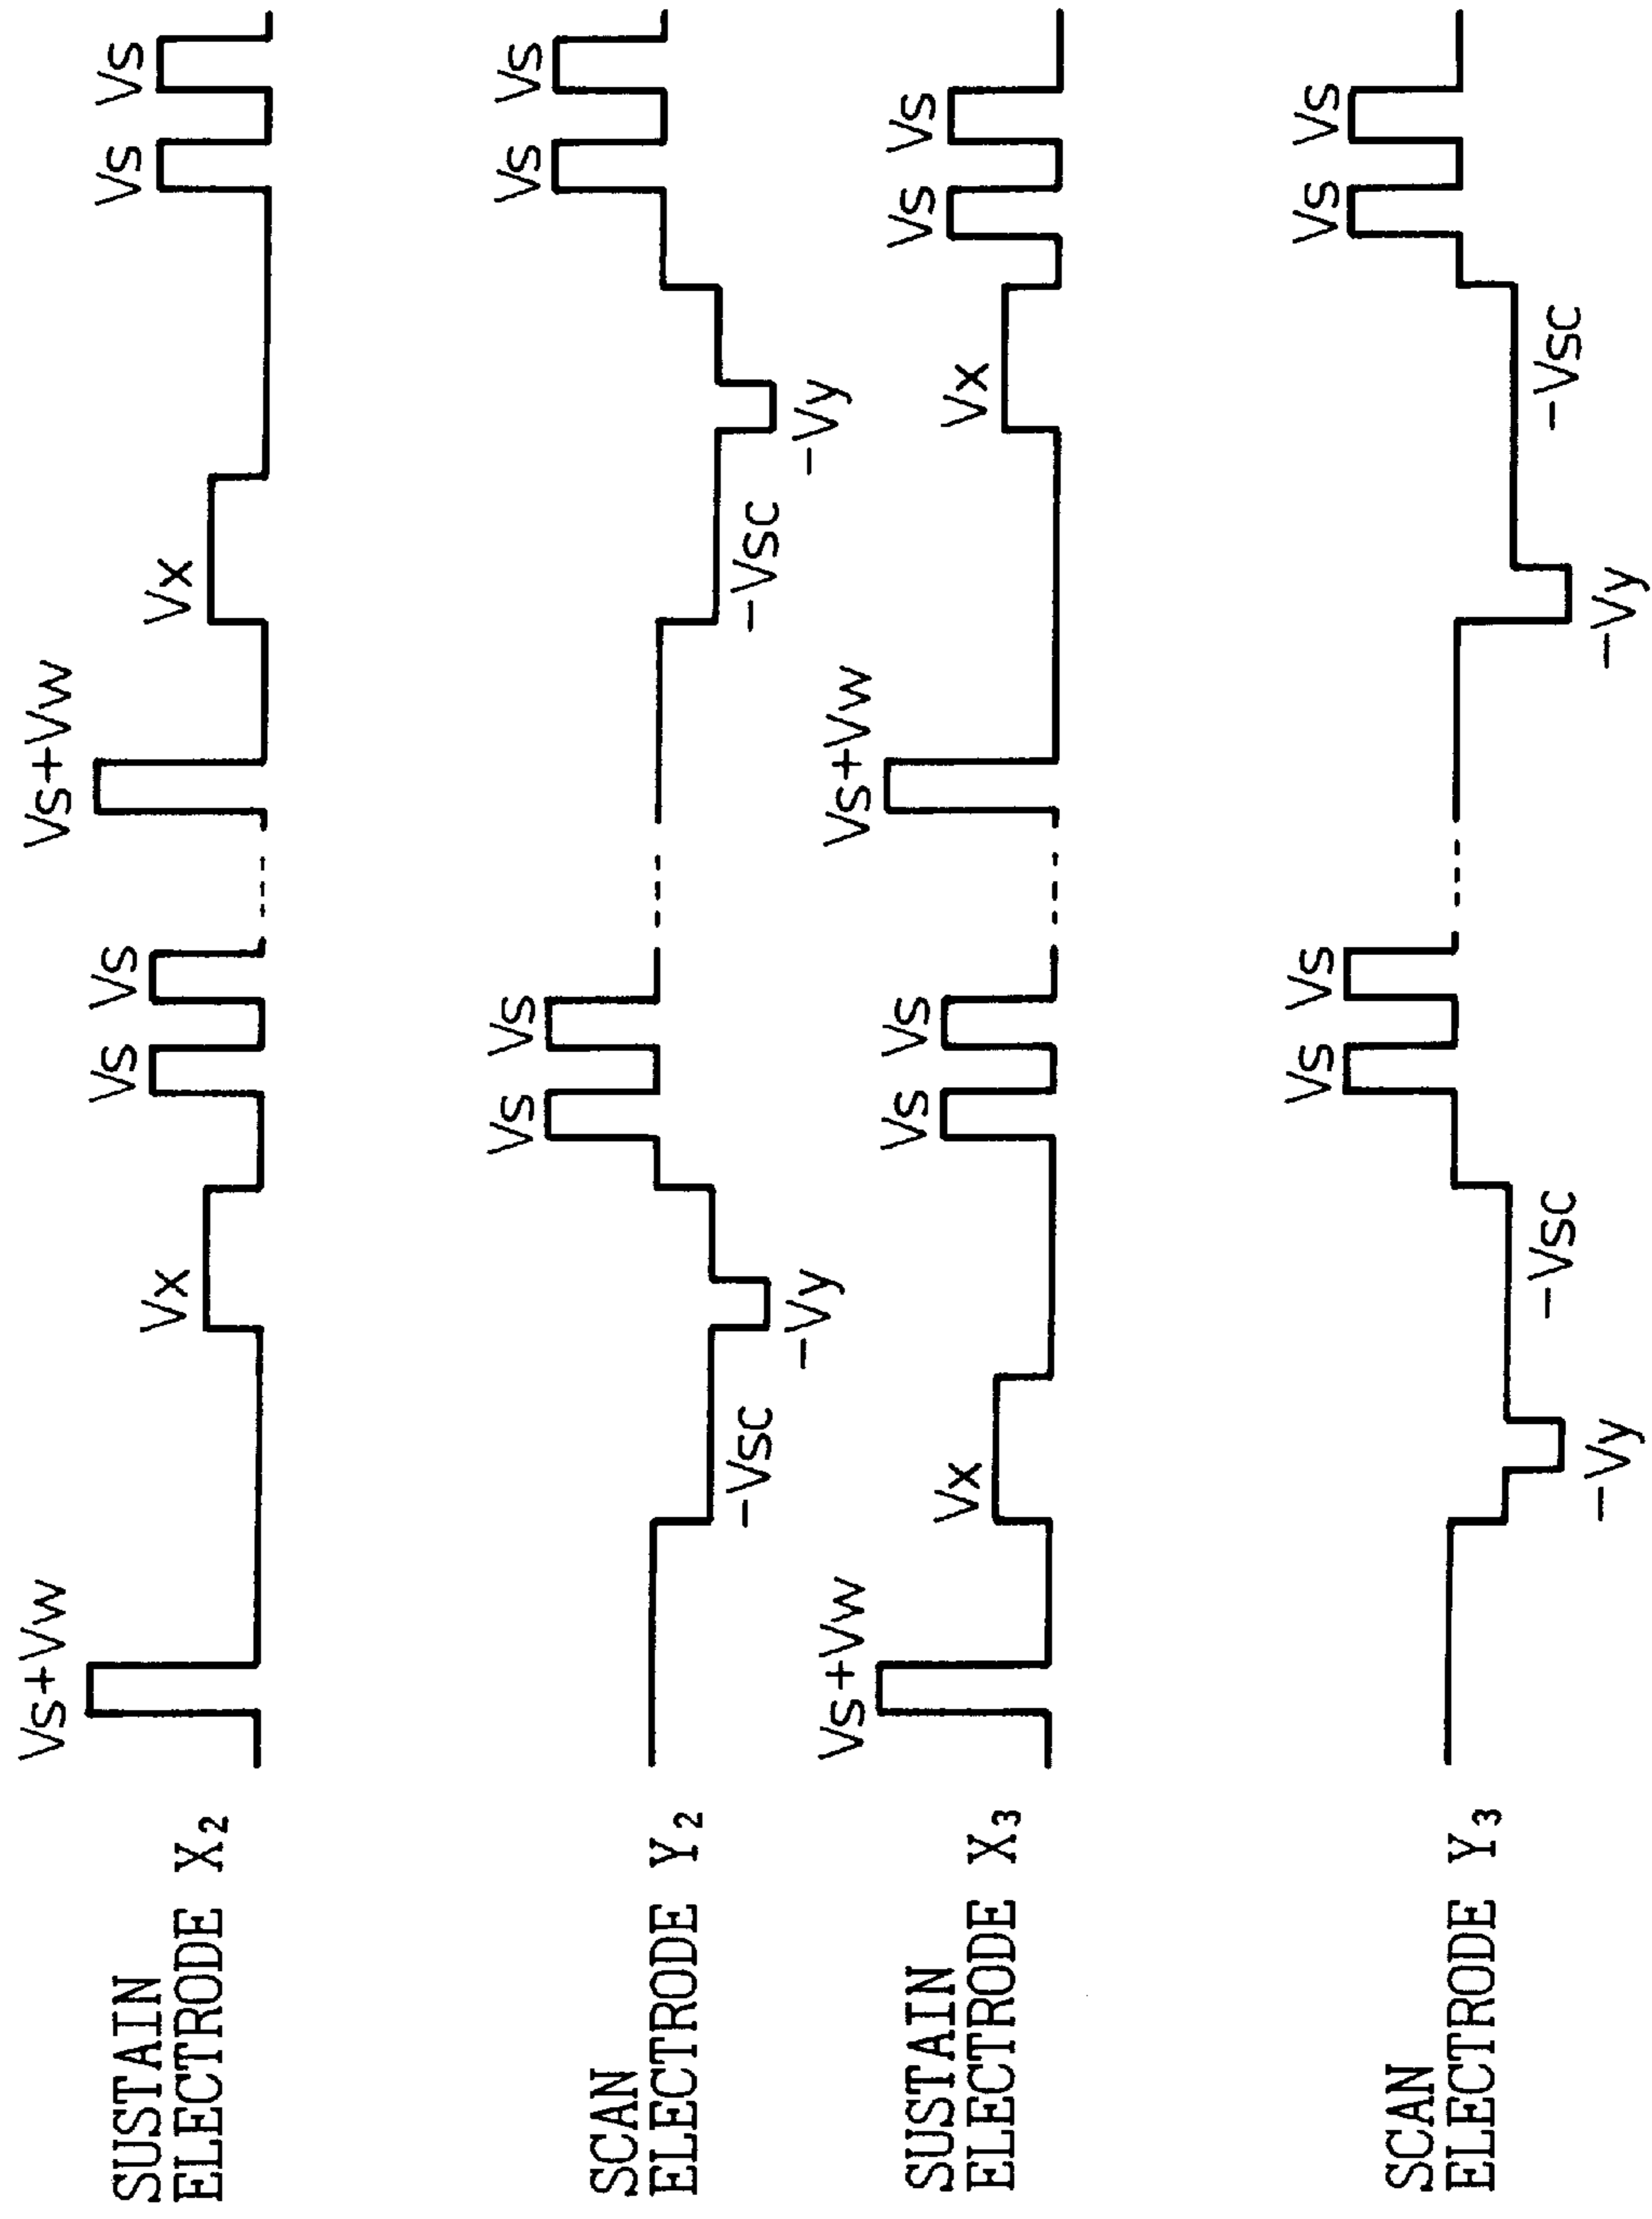 SUSTAIN
ELECTRODE X2
Vs+Vw
Vx
Vs
Vs
Vs+Vw
Vx
Vs
Vs
SCAN
ELECTRODE Y2
-Vsc
-Vy
Vs
Vs
-Vsc
-Vy
Vs
Vs
SUSTAIN
ELECTRODE X3
Vs+Vw
Vx
Vs
Vs
Vs+Vw
Vx
Vs
Vs
SCAN
ELECTRODE Y3
-Vy
-Vsc
Vs
Vs
-Vy
-Vsc
Vs
Vs